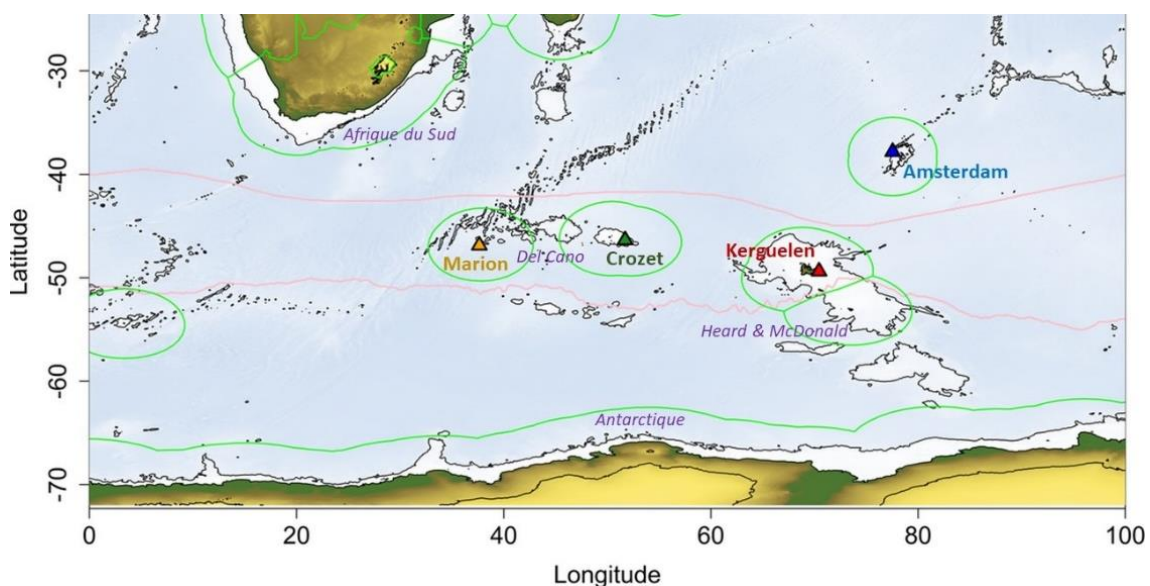 -30
Afrique du Sud
-40
Amsterdam
Latitude
Marion
Del Cano
Crozet
Kerguelen
-50
Heard & McDonald
-60
Antarctique
-70
0
20
40
60
80
100
Longitude